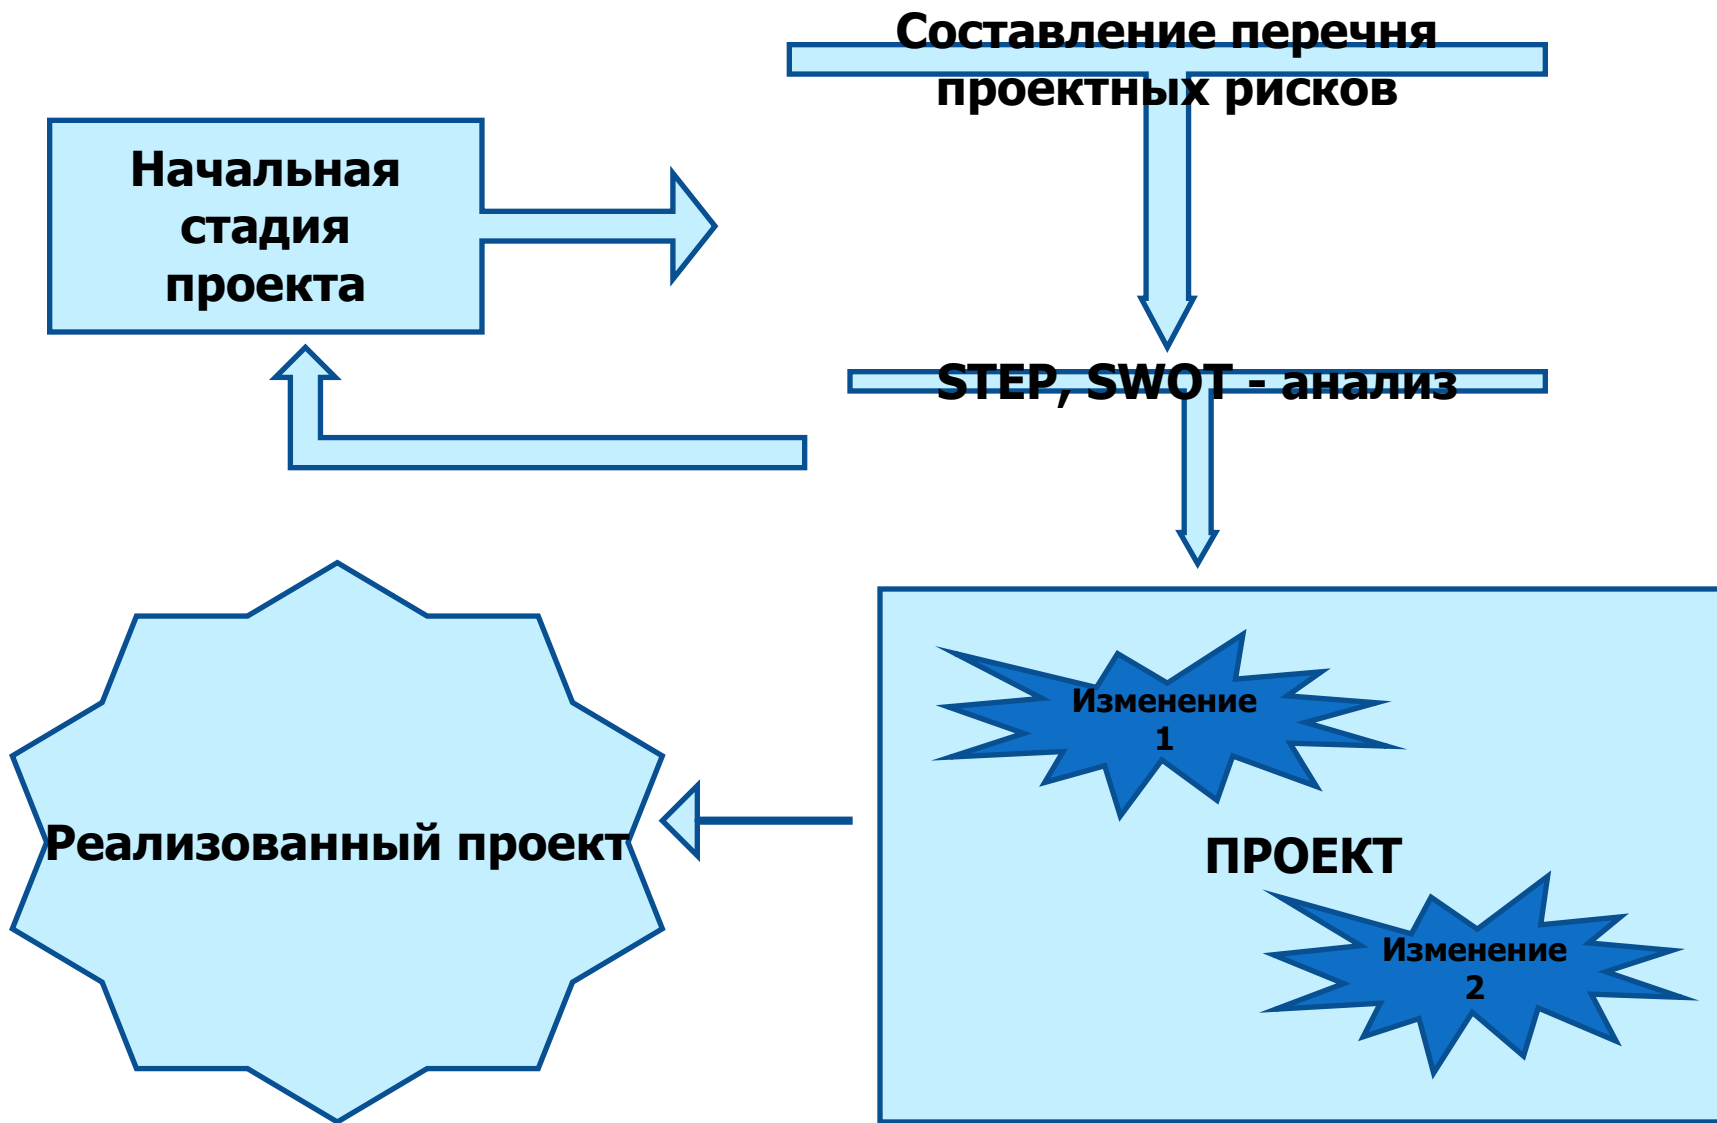 Составление перечня
проектных рисков
Начальная
стадия
проекта
STEP, SWOT - анализ
Изменение
1
ПРОЕКТ
Реализованный проект
Изменение
2